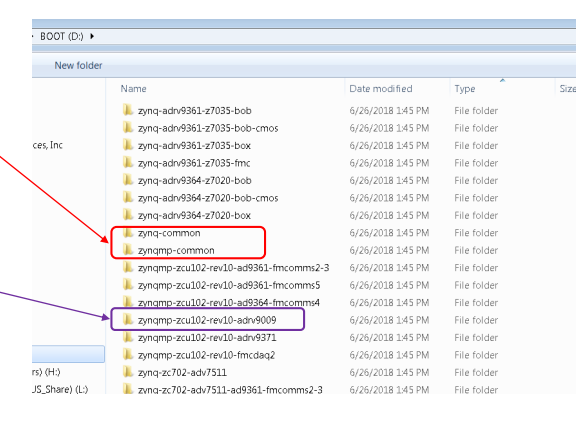 BOOT (D:)
New folder
Name Date modified Type Size
zynq-adrv9361-z7035-bob 6/26/2018 1:45 PM File folder
zynq-adrv9361-z7035-bob-cmos 6/26/2018 1:45 PM File folder
ces, Inc zynq-adrv9361-z7035-box 6/26/2018 1:45 PM File folder
zynq-adrv9361-z7035-fmc 6/26/2018 1:45 PM File folder
zynq-adrv9364-z7020-bob 6/26/2018 1:45 PM File folder
zynq-adrv9364-z7020-bob-cmos 6/26/2018 1:45 PM File folder
zynq-adrv9364-z7020-box 6/26/2018 1:45 PM File folder
zynq-common 6/26/2018 1:45 PM File folder
zynqmp-common 6/26/2018 1:45 PM File folder
zynqmp-zcu102-rev10-ad9361-fmcomms2-3 6/26/2018 1:45 PM File folder
zynqmp-zcu102-rev10-ad9361-fmcomms5 6/26/2018 1:45 PM File folder
zynqmp-zcu102-rev10-ad9364-fmcomms4 6/26/2018 1:45 PM File folder
zynqmp-zcu102-rev10-adrv9009 6/26/2018 1:45 PM File folder
zynqmp-zcu102-rev10-adrv9371 6/26/2018 1:45 PM File folder
zynqmp-zcu102-rev10-fmcdaq2 6/26/2018 1:45 PM File folder
rs) (H:) zynq-zc702-adv7511 6/26/2018 1:45 PM File folder
US_Share) (L:) zynq-zc702-adv7511-ad9361-fmcomms2-3 6/26/2018 1:45 PM File folder